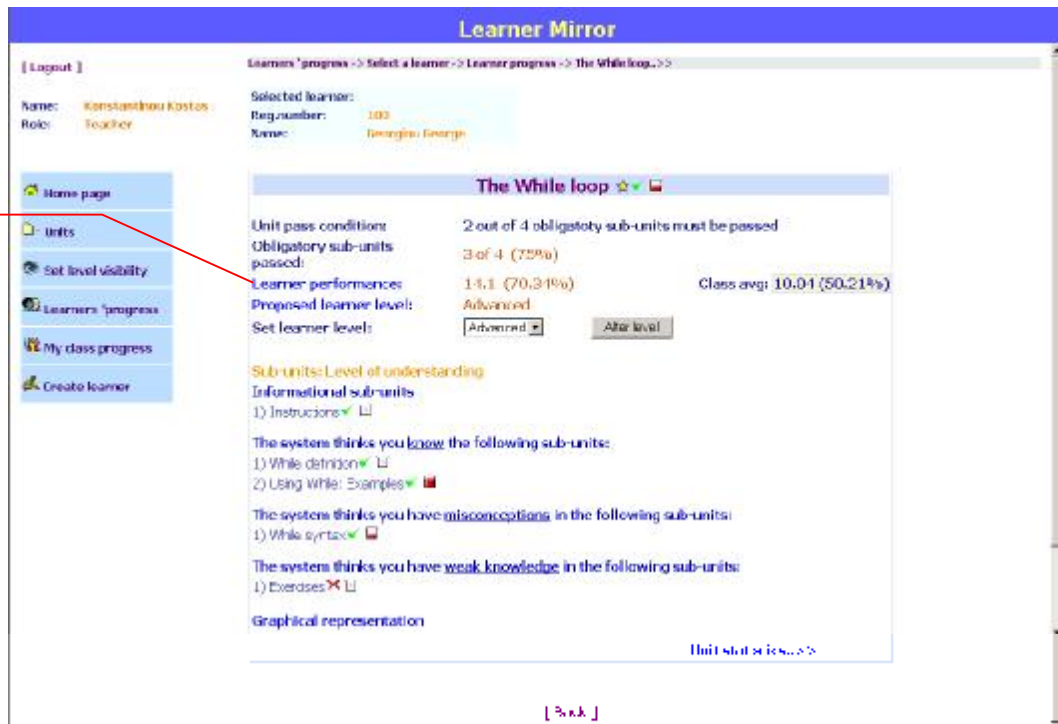 Learner Mirror
[ Logout ]
Learners 'progress -> Select a learner -> Learner progress -> The While loop..>>
Name: Konstantinou Kostas
Role: Teacher
Selected learner:
Reg.number: 100
Name: Georgiou George
Home page
Units
Set level visibility
Learners 'progress
My class progress
Create learner
The While loop
Unit pass condition: 2 out of 4 obligatoty sub-units must be passed
Obligatory sub-units passed: 3 of 4 (75%)
Learner performance: 14.1 (70.34%) Class avg: 10.04 (50.21%)
Proposed learner level: Advanced
Set learner level: Advanced Alter level
Sub-units: Level of understanding
Informational sub-units
1) Instructions
The system thinks you know the following sub-units:
1) While definition
2) Using While: Examples
The system thinks you have misconceptions in the following sub-units:
1) While syntax
The system thinks you have weak knowledge in the following sub-units:
1) Exercises
Graphical representation
Unit statistics..>>
[ Back ]